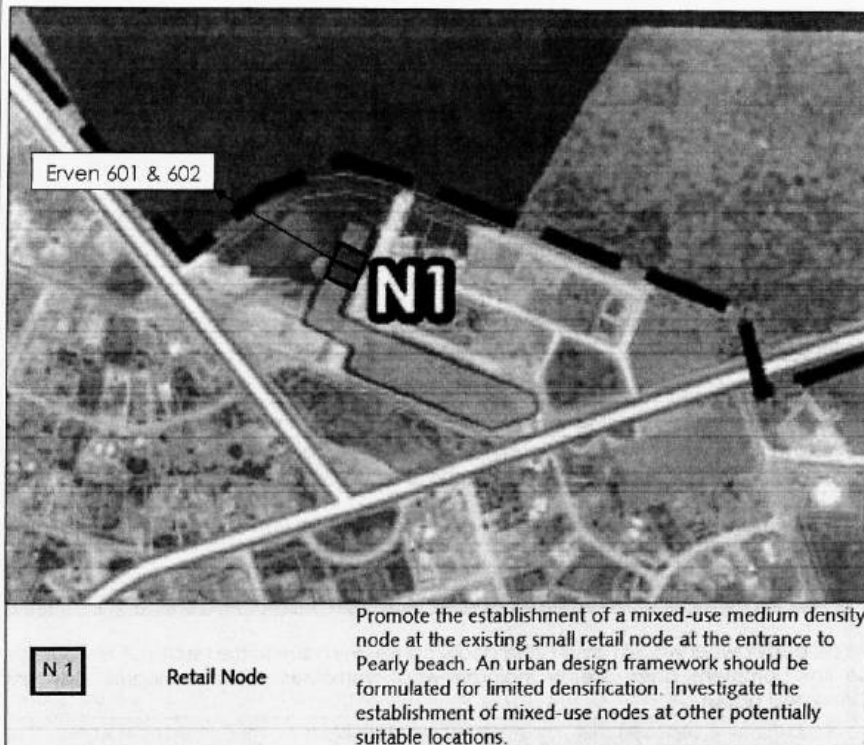 Erven 601 & 602
N1
N 1
Retail Node
Promote the establishment of a mixed-use medium density
node at the existing small retail node at the entrance to
Pearly beach. An urban design framework should be
formulated for limited densification. Investigate the
establishment of mixed-use nodes at other potentially
suitable locations.